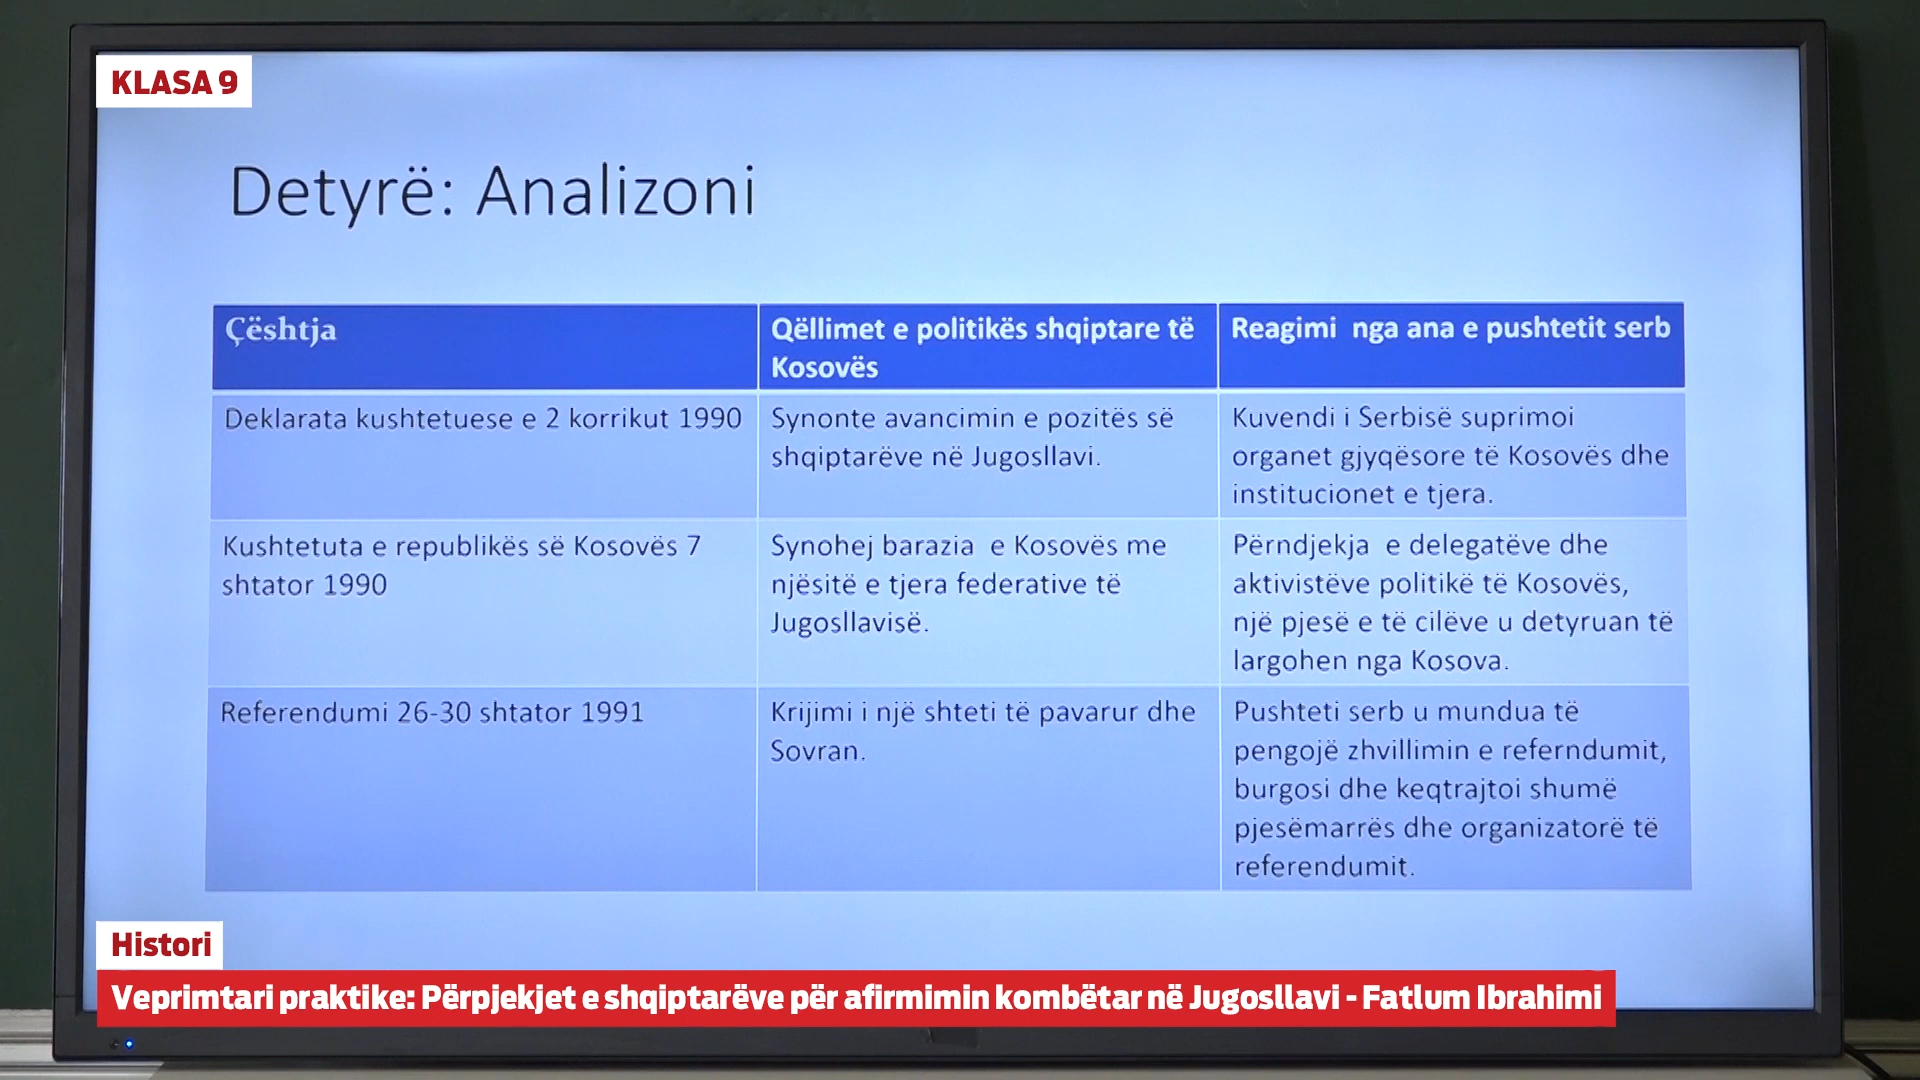 KLASA 9
Detyrë: Analizoni
Çështja
Qëllimet e politikës shqiptare të
Kosovës
Reagimi nga ana e pushtetit serb
Deklarata kushtetuese e 2 korrikut 1990
Synonte avancimin e pozitës së
shqiptarëve në Jugosllavi.
Kuvendi i Serbisë suprimoi
organet gjyqësore të Kosovës dhe
institucionet e tjera.
Kushtetuta e republikës së Kosovës 7
shtator 1990
Synohej barazia e Kosovës me
njësitë e tjera federative të
Jugosllavisë.
Përndjekja e delegatëve dhe
aktivistëve politikë të Kosovës,
një pjesë e të cilëve u detyruan të
largohen nga Kosova.
Referendumi 26-30 shtator 1991
Krijimi i një shteti të pavarur dhe
Sovran.
Pushteti serb u mundua të
pengojë zhvillimin e referndumit,
burgosi dhe keqtrajtoi shumë
pjesëmarrës dhe organizatorë të
referendumit.
Histori
Veprimtari praktike: Përpjekjet e shqiptarëve për afirmimin kombëtar në Jugosllavi - Fatlum Ibrahimi